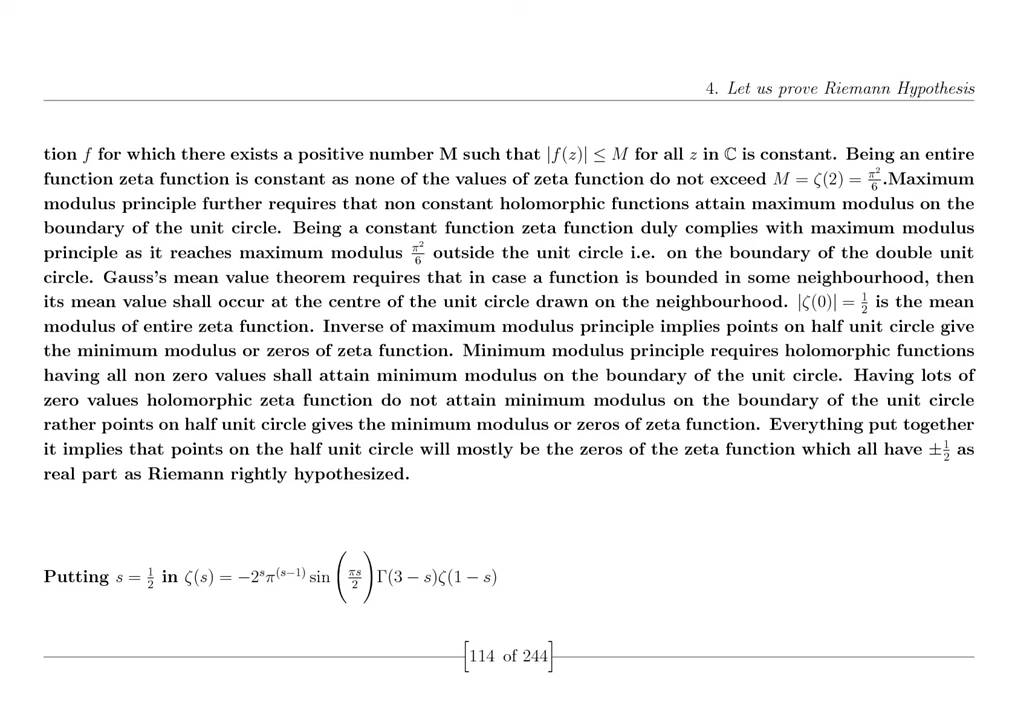 4. Let us prove Riemann Hypothesis
tion f for which there exists a positive number M such that |f(z)| ≤ M for all z in ℂ is constant. Being an entire
function zeta function is constant as none of the values of zeta function do not exceed M = ζ(2) = π²/6.Maximum
modulus principle further requires that non constant holomorphic functions attain maximum modulus on the
boundary of the unit circle. Being a constant function zeta function duly complies with maximum modulus
principle as it reaches maximum modulus π²/6 outside the unit circle i.e. on the boundary of the double unit
circle. Gauss's mean value theorem requires that in case a function is bounded in some neighbourhood, then
its mean value shall occur at the centre of the unit circle drawn on the neighbourhood. |ζ(0)| = 1/2 is the mean
modulus of entire zeta function. Inverse of maximum modulus principle implies points on half unit circle give
the minimum modulus or zeros of zeta function. Minimum modulus principle requires holomorphic functions
having all non zero values shall attain minimum modulus on the boundary of the unit circle. Having lots of
zero values holomorphic zeta function do not attain minimum modulus on the boundary of the unit circle
rather points on half unit circle gives the minimum modulus or zeros of zeta function. Everything put together
it implies that points on the half unit circle will mostly be the zeros of the zeta function which all have ±1/2 as
real part as Riemann rightly hypothesized.
Putting s = 1/2 in ζ(s) = −2^s π^(s−1) sin(πs/2)Γ(3 − s)ζ(1 − s)
[114 of 244]